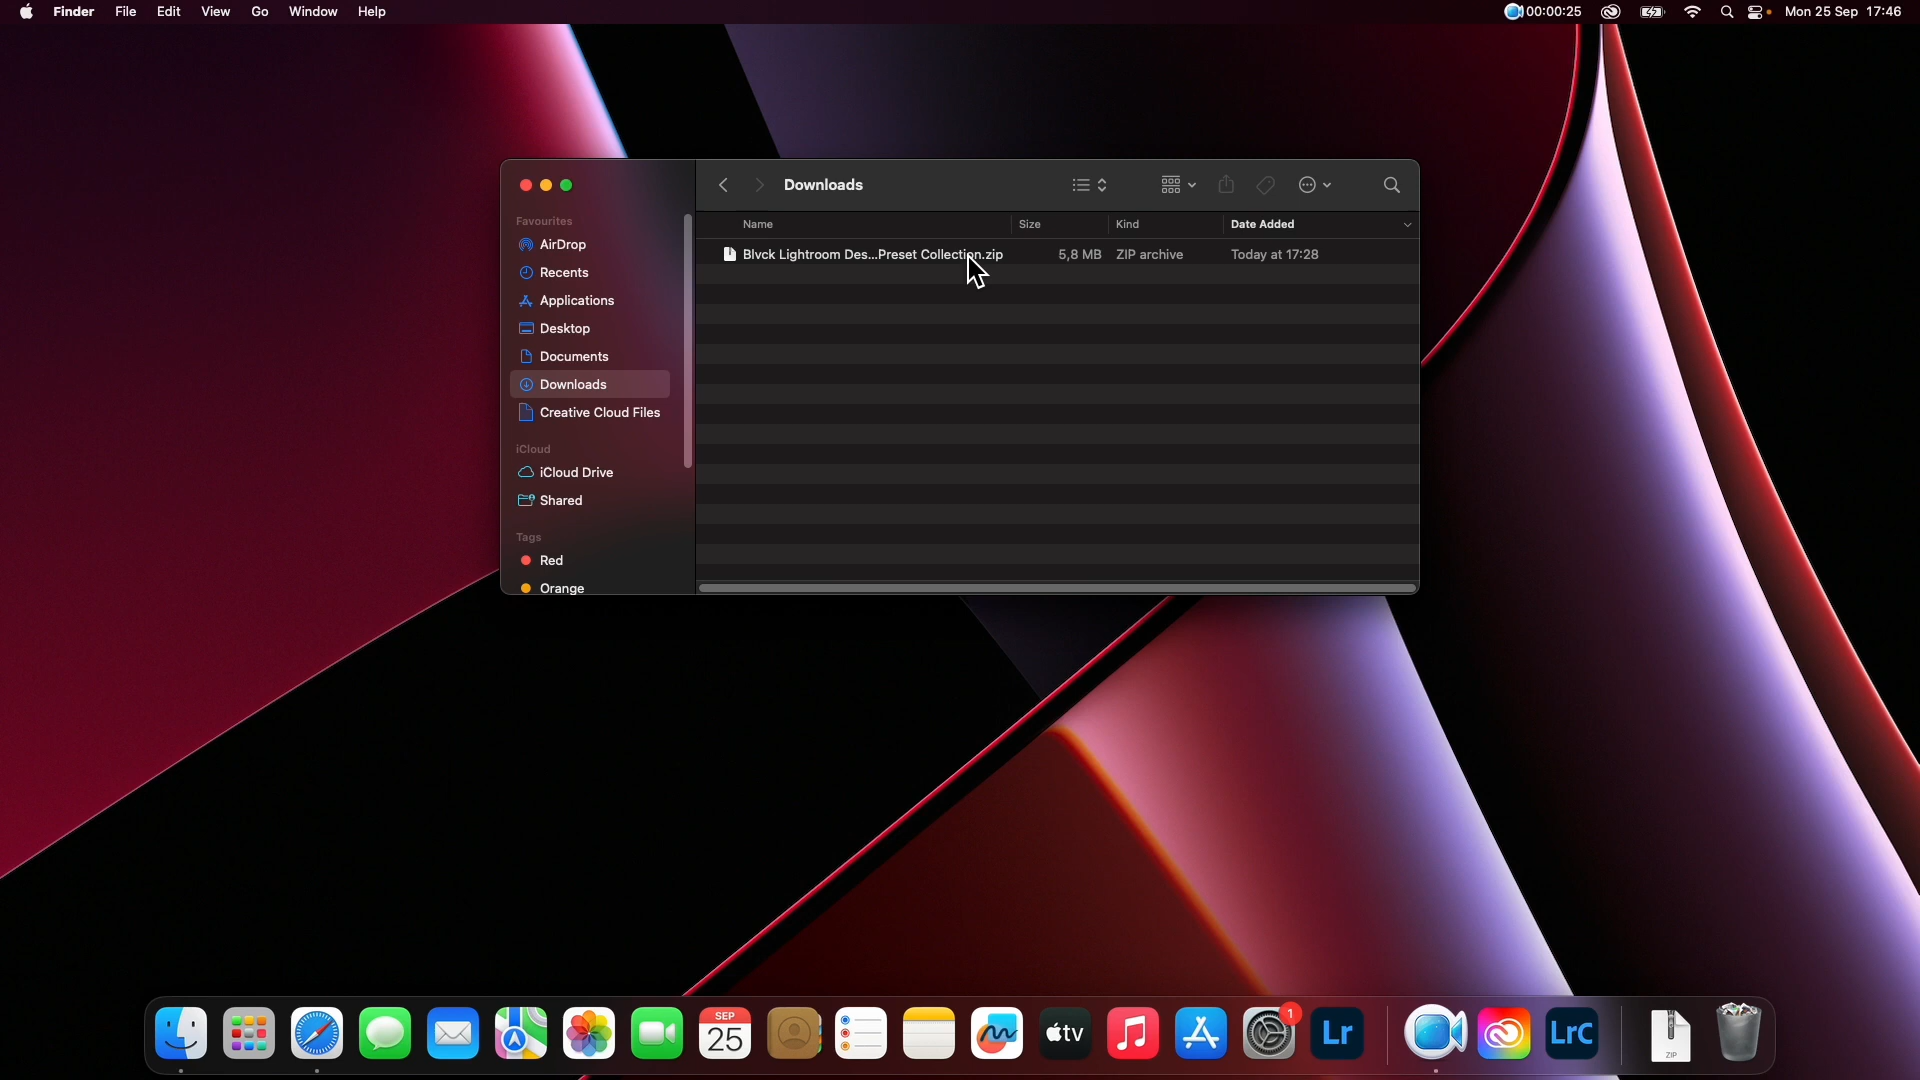 Finder File Edit View Go Window Help 00:00:25 Mon 25 Sep 17:46
Downloads
Favourites
AirDrop
Recents
Applications
Desktop
Documents
Downloads
Creative Cloud Files
iCloud
iCloud Drive
Shared
Tags
Red
Orange
Name Size Kind Date Added
Blvck Lightroom Des...Preset Collection.zip 5,8 MB ZIP archive Today at 17:28
SEP
25
tv
1
Lr
LrC
ZIP